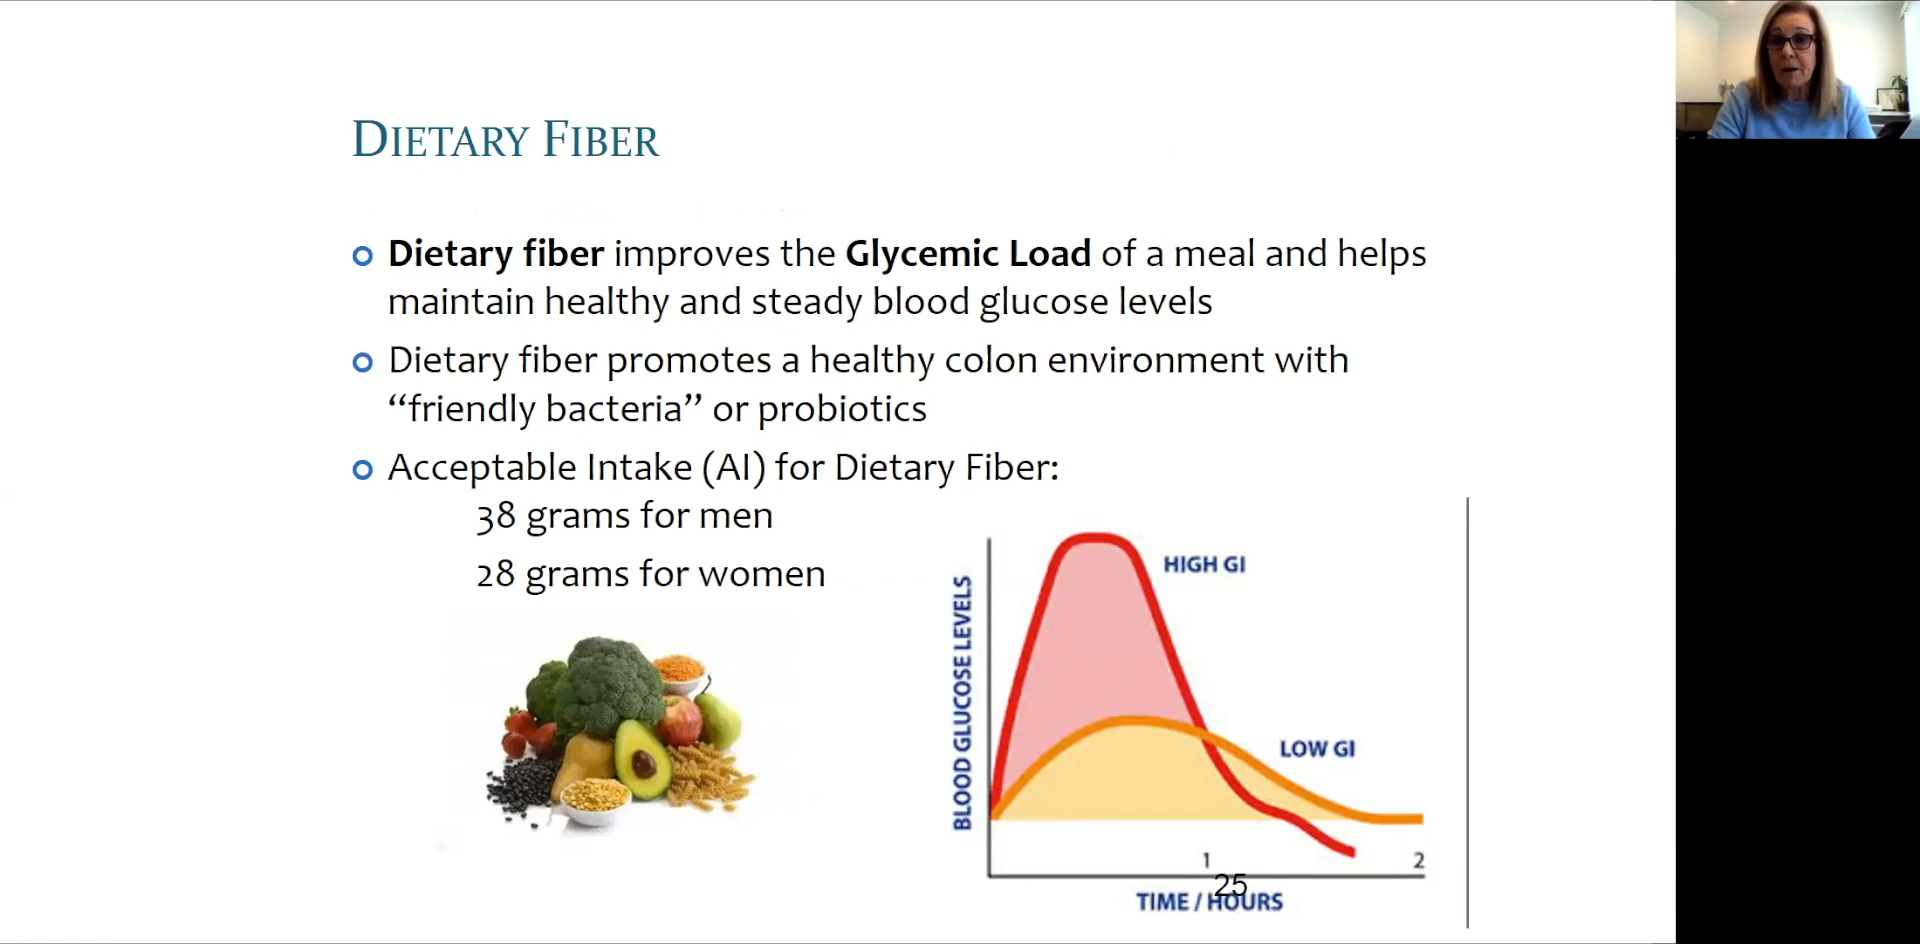 DIETARY FIBER
Dietary fiber improves the Glycemic Load of a meal and helps
maintain healthy and steady blood glucose levels
Dietary fiber promotes a healthy colon environment with
“friendly bacteria” or probiotics
Acceptable Intake (AI) for Dietary Fiber:
38 grams for men
28 grams for women
HIGH GI
LOW GI
BLOOD GLUCOSE LEVELS
1
2
25
TIME / HOURS